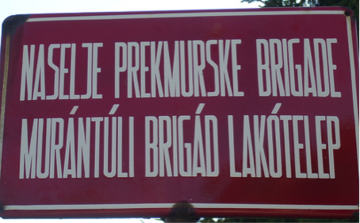 NASELJE PREKMURSKE BRIGADE
MURÁNTÚLI BRIGÁD LAKÓTELEP